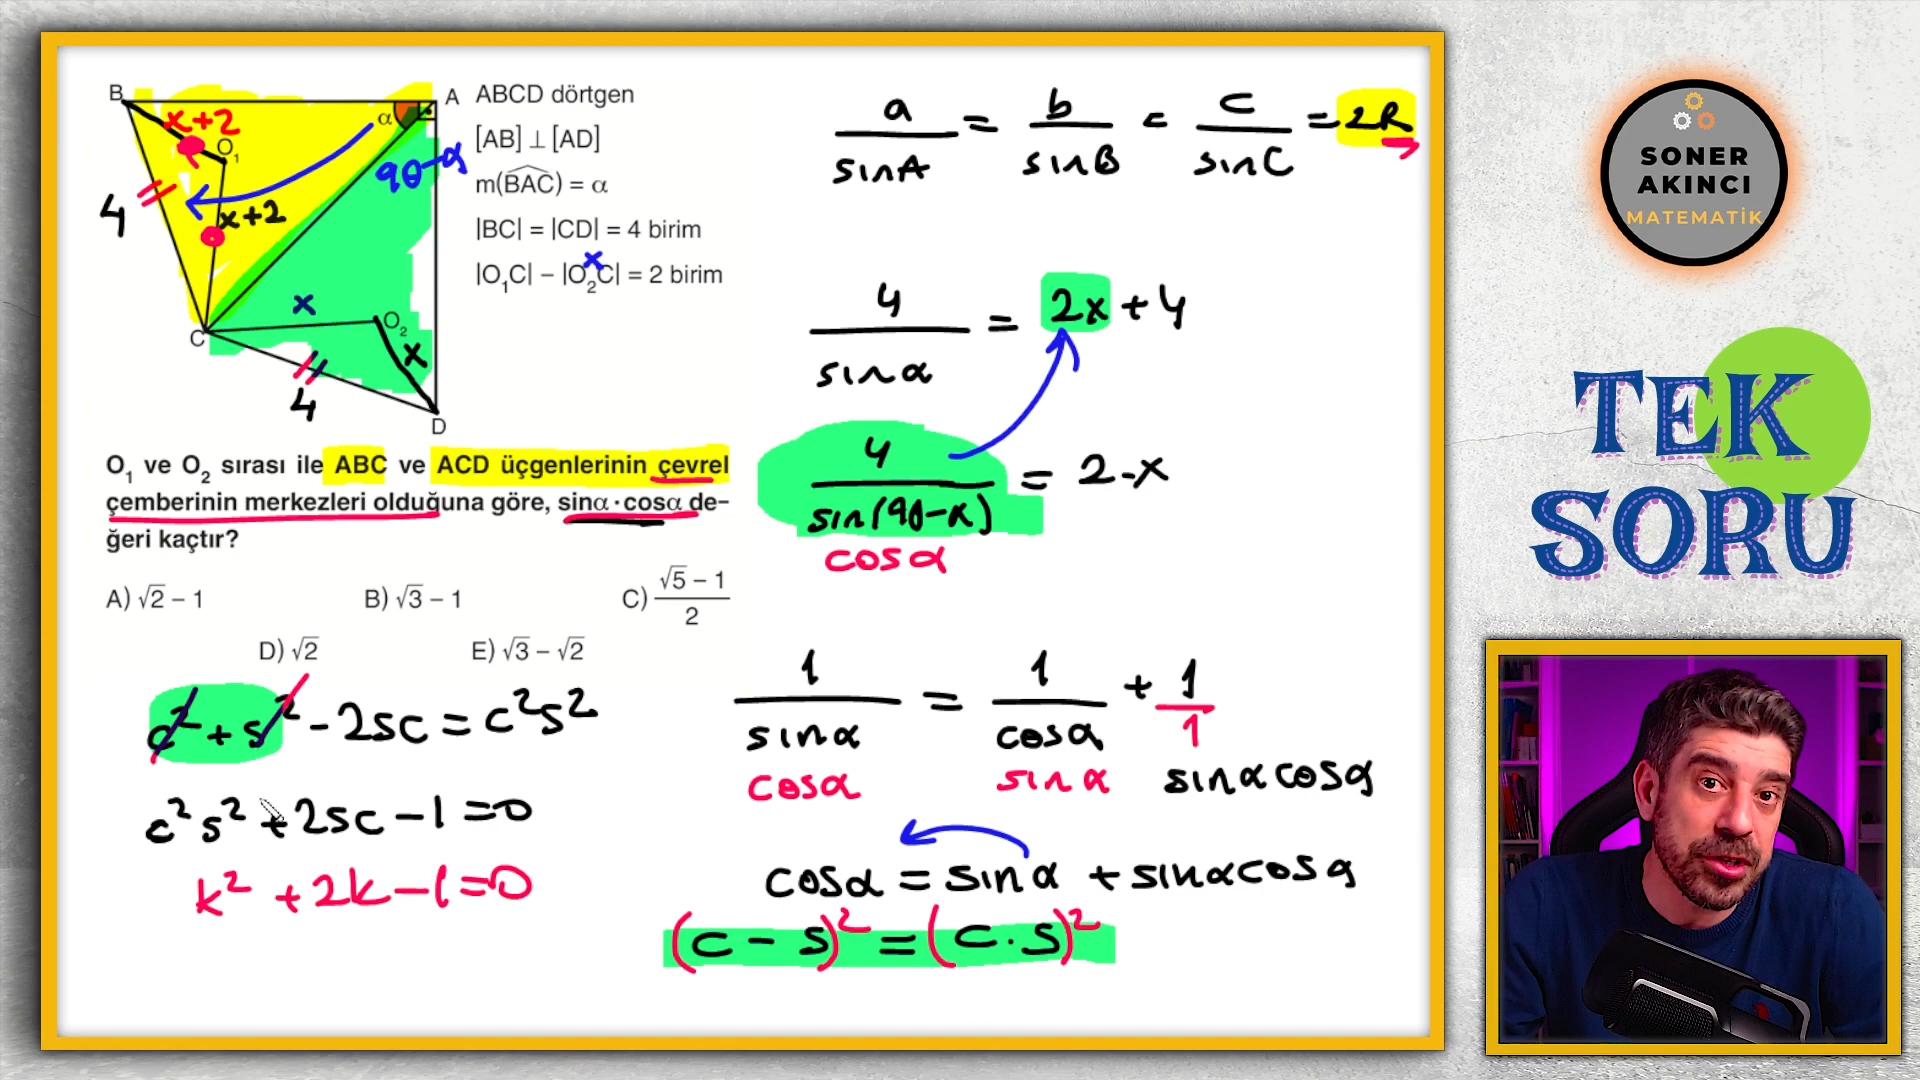 B
A
α
x+2
O₁
90-α
4
x+2
x
C
O₂
x
4
D
ABCD dörtgen
[AB] ⊥ [AD]
m(BAC) = α
|BC| = |CD| = 4 birim
x
|O₁C| – |O₂C| = 2 birim
O₁ ve O₂ sırası ile ABC ve ACD üçgenlerinin çevrel
çemberinin merkezleri olduğuna göre, sinα · cosα de–
ğeri kaçtır?
A) √2 – 1 B) √3 – 1 C) (√5 – 1)/2
D) √2 E) √3 – √2
c² + s² - 2sc = c²s²
c²s² + 2sc - 1 = 0
k² + 2k - 1 = 0
a/sinA = b/sinB = c/sinC = 2R
4/sinα = 2x + 4
4/sin(90-α) = 2·x
cosα
1/sinα = 1/cosα + 1/1
cosα sinα sinαcosα
cosα = sinα + sinαcosα
(c - s)² = (c·s)²
SONER
AKINCI
MATEMATİK
TEK
SORU